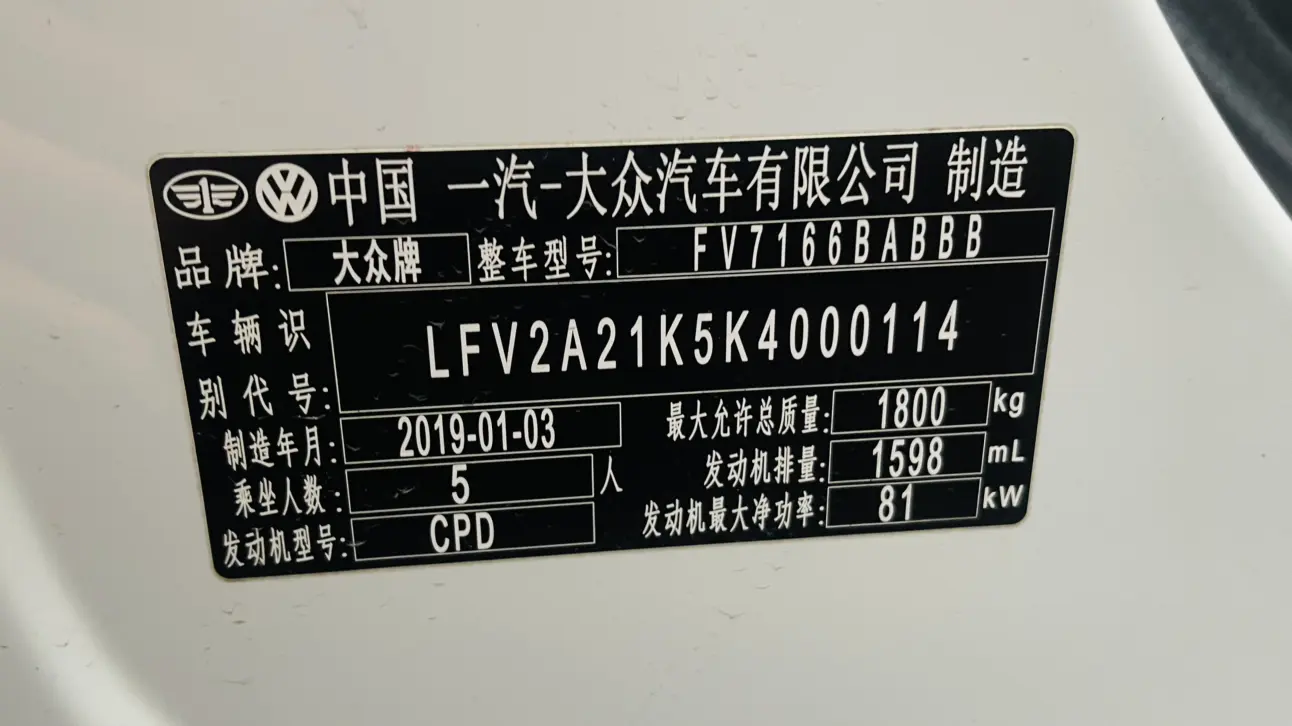 中国 一汽-大众汽车有限公司 制造
品牌: 大众牌 整车型号: FV7166BABBB
车辆识别代号: LFV2A21K5K4000114
制造年月: 2019-01-03 最大允许总质量: 1800 kg
乘坐人数: 5 人 发动机排量: 1598 mL
发动机型号: CPD 发动机最大净功率: 81 kW